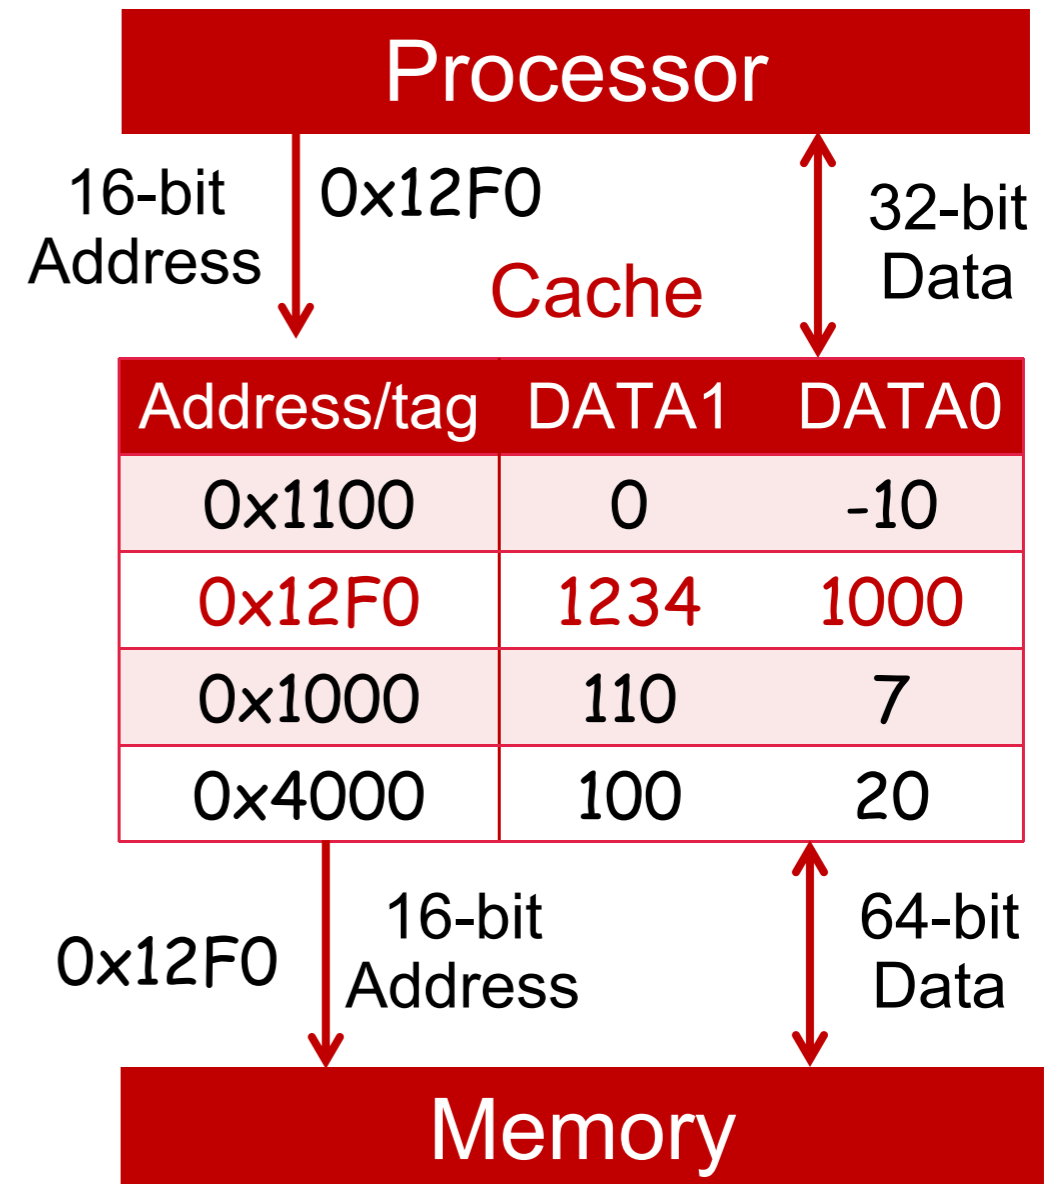 Processor
16-bit
Address
0x12F0
32-bit
Data
Cache
Address/tag DATA1 DATA0
0x1100 0 -10
0x12F0 1234 1000
0x1000 110 7
0x4000 100 20
0x12F0
16-bit
Address
64-bit
Data
Memory